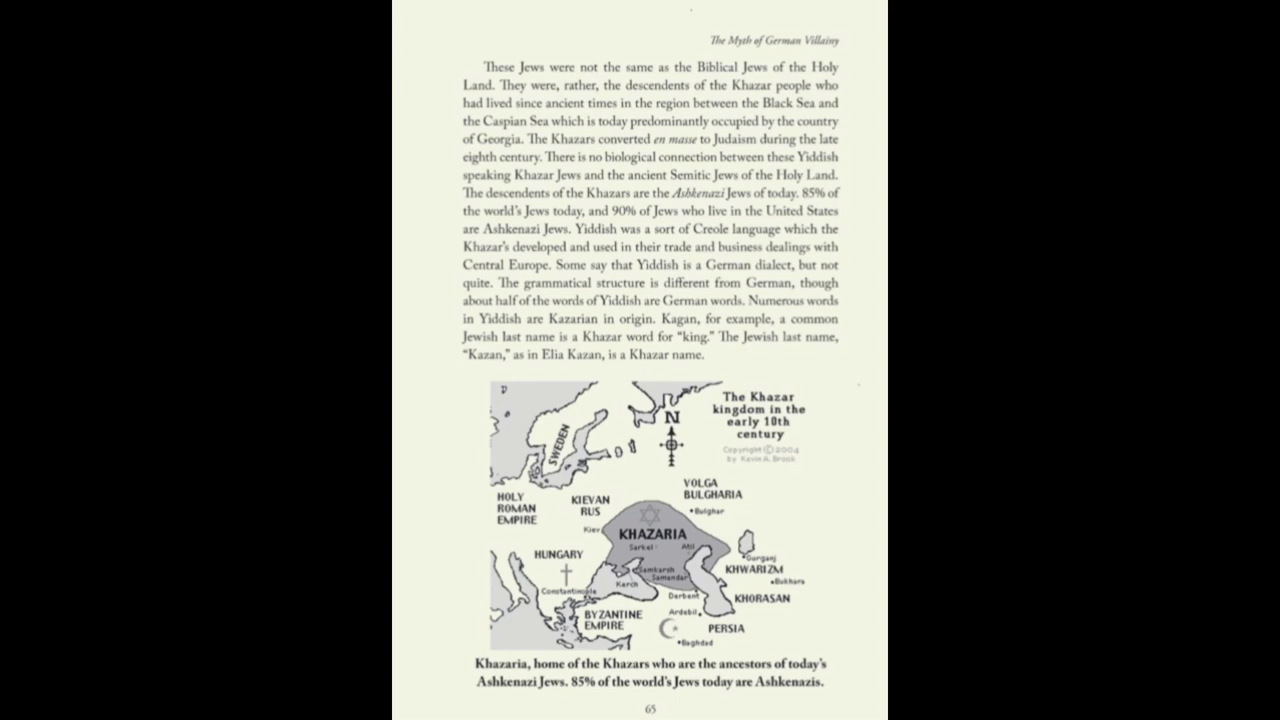 The Myth of German Villainy
These Jews were not the same as the Biblical Jews of the Holy
Land. They were, rather, the descendents of the Khazar people who
had lived since ancient times in the region between the Black Sea and
the Caspian Sea which is today predominantly occupied by the country
of Georgia. The Khazars converted en masse to Judaism during the late
eighth century. There is no biological connection between these Yiddish
speaking Khazar Jews and the ancient Semitic Jews of the Holy Land.
The descendents of the Khazars are the Ashkenazi Jews of today. 85% of
the world's Jews today, and 90% of Jews who live in the United States
are Ashkenazi Jews. Yiddish was a sort of Creole language which the
Khazar's developed and used in their trade and business dealings with
Central Europe. Some say that Yiddish is a German dialect, but not
quite. The grammatical structure is different from German, though
about half of the words of Yiddish are German words. Numerous words
in Yiddish are Kazarian in origin. Kagan, for example, a common
Jewish last name is a Khazar word for “king.” The Jewish last name,
“Kazan,” as in Elia Kazan, is a Khazar name.
The Khazar
kingdom in the
early 10th
century
Copyright © 2004
by Kevin A. Brook
N
SWEDEN
HOLY
ROMAN
EMPIRE
KIEVAN
RUS
VOLGA
BULGHARIA
Bulghar
Kiev
KHAZARIA
Sarkel
Atil
HUNGARY
Gurganj
KHWARIZM
Samkarsh
Samandar
Bukhara
Kerch
Constantinople
Derbent
KHORASAN
Ardebil
BYZANTINE
EMPIRE
PERSIA
Baghdad
Khazaria, home of the Khazars who are the ancestors of today's
Ashkenazi Jews. 85% of the world's Jews today are Ashkenazis.
65